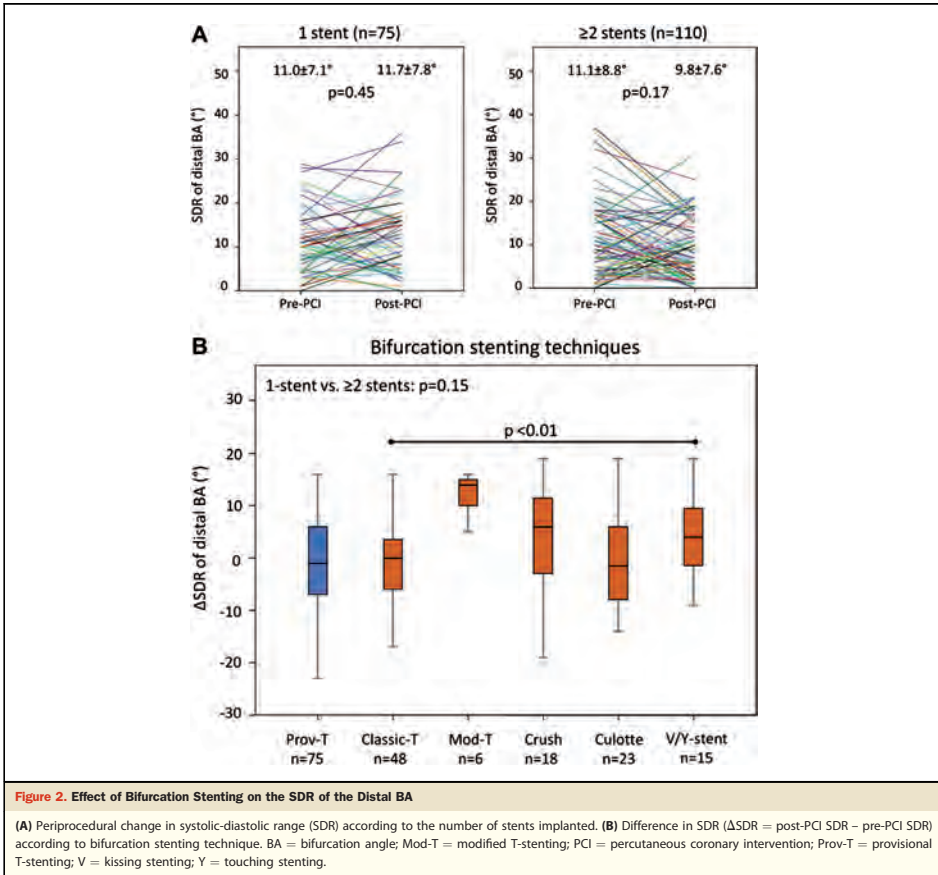 A
1 stent (n=75)
≥2 stents (n=110)
SDR of distal BA (°)
50
40
30
20
10
0
11.0±7.1°
11.7±7.8°
p=0.45
Pre-PCI
Post-PCI
SDR of distal BA (°)
50
40
30
20
10
0
11.1±8.8°
9.8±7.6°
p=0.17
Pre-PCI
Post-PCI
B
Bifurcation stenting techniques
1-stent vs. ≥2 stents: p=0.15
p <0.01
ΔSDR of distal BA (°)
30
20
10
0
-10
-20
-30
Prov-T
Classic-T
Mod-T
Crush
Culotte
V/Y-stent
n=75
n=48
n=6
n=18
n=23
n=15
Figure 2. Effect of Bifurcation Stenting on the SDR of the Distal BA
(A) Periprocedural change in systolic-diastolic range (SDR) according to the number of stents implanted. (B) Difference in SDR (ΔSDR = post-PCI SDR – pre-PCI SDR)
according to bifurcation stenting technique. BA = bifurcation angle; Mod-T = modified T-stenting; PCI = percutaneous coronary intervention; Prov-T = provisional
T-stenting; V = kissing stenting; Y = touching stenting.